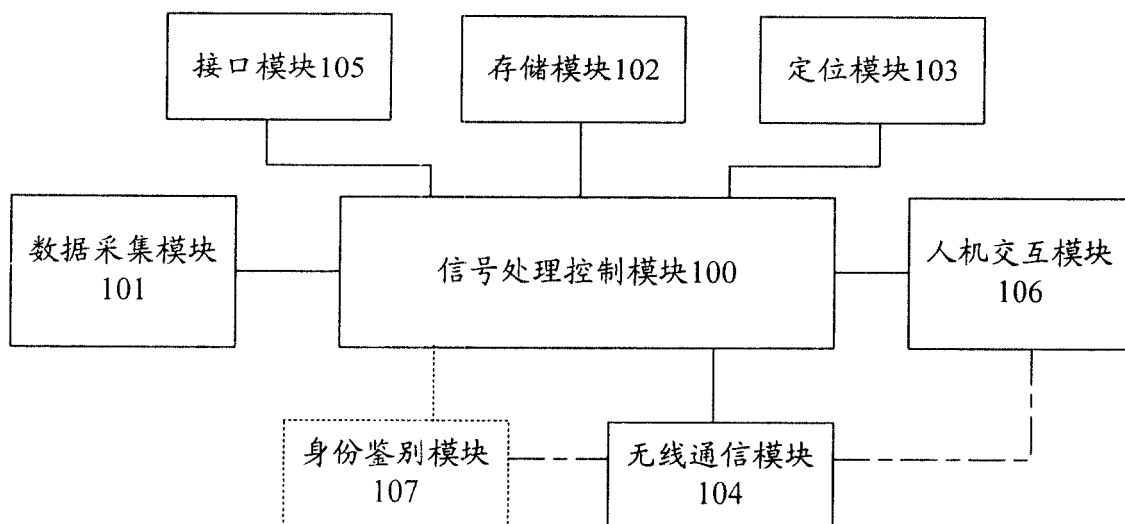 接口模块105
存储模块102
定位模块103
数据采集模块
101
信号处理控制模块100
人机交互模块
106
身份鉴别模块
107
无线通信模块
104